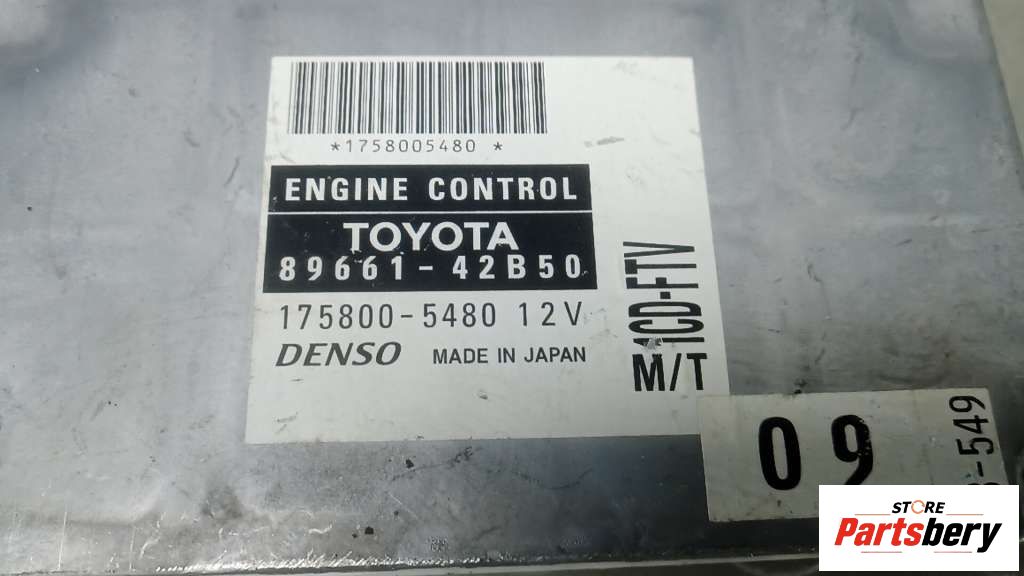 *1758005480 *
ENGINE CONTROL
TOYOTA
89661-42B50
175800-5480 12V
DENSO MADE IN JAPAN
1CD-FTV
M/T
09
-549
STORE
Partsbery